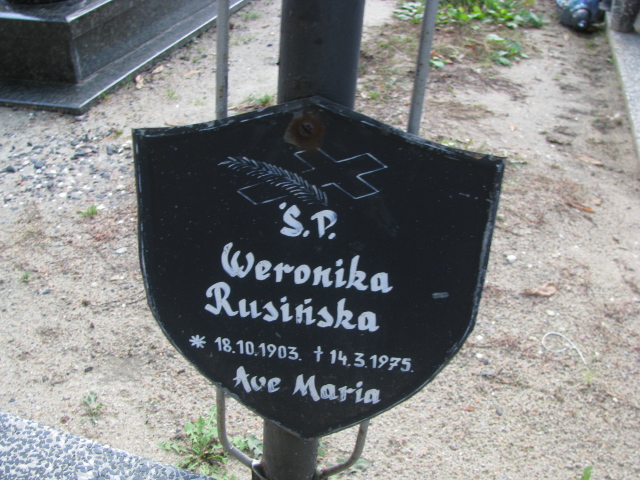 Ś.P.
Weronika
Rusińska
* 18.10.1903. † 14.3.1975.
Ave Maria